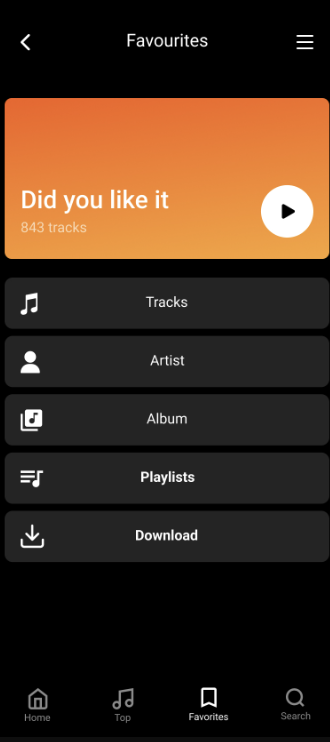 Favourites
Did you like it
843 tracks
Tracks
Artist
Album
Playlists
Download
Home
Top
Favorites
Search